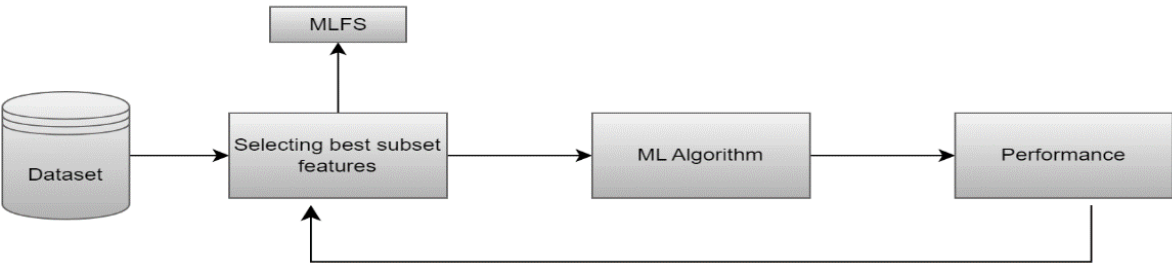 MLFS
Dataset
Selecting best subset
features
ML Algorithm
Performance